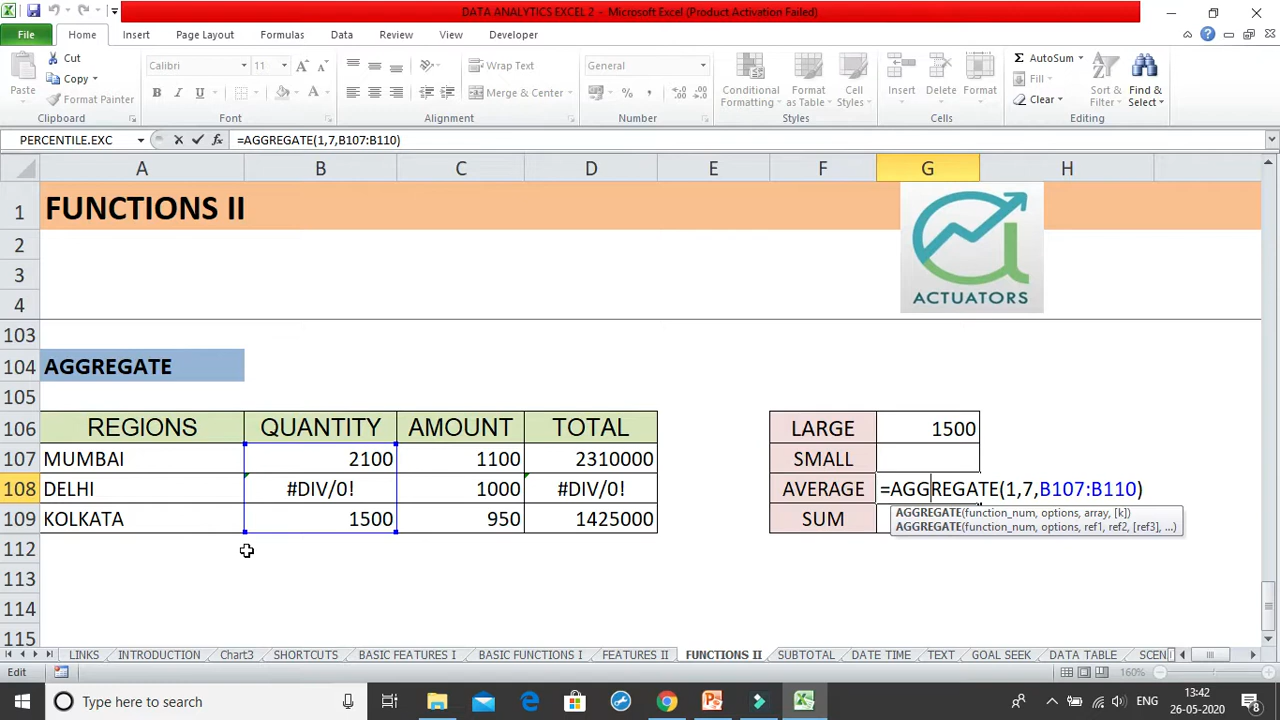 DATA ANALYTICS EXCEL 2 - Microsoft Excel (Product Activation Failed)
File Home Insert Page Layout Formulas Data Review View Developer
Paste Cut Copy Format Painter Clipboard
Calibri 11 B I U A A A Font
Wrap Text Merge & Center Alignment
General % , .0 .00 Number
Conditional Formatting Format as Table Cell Styles Styles
Insert Delete Format Cells
Σ AutoSum Fill Clear Sort & Filter Find & Select Editing
PERCENTILE.EXC fx =AGGREGATE(1,7,B107:B110)
A B C D E F G H
1 FUNCTIONS II
2
3
4 ACTUATORS
103
104 AGGREGATE
105
106 REGIONS QUANTITY AMOUNT TOTAL LARGE 1500
107 MUMBAI 2100 1100 2310000 SMALL
108 DELHI #DIV/0! 1000 #DIV/0! AVERAGE =AGGREGATE(1,7,B107:B110)
AGGREGATE(function_num, options, array, [k])
109 KOLKATA 1500 950 1425000 SUM
AGGREGATE(function_num, options, ref1, ref2, [ref3], ...)
112
113
114
115
LINKS INTRODUCTION Chart3 SHORTCUTS BASIC FEATURES I BASIC FUNCTIONS I FEATURES II FUNCTIONS II SUBTOTAL DATE TIME TEXT GOAL SEEK DATA TABLE SCEN
Edit 160%
Type here to search ENG 13:42
26-05-2020 8